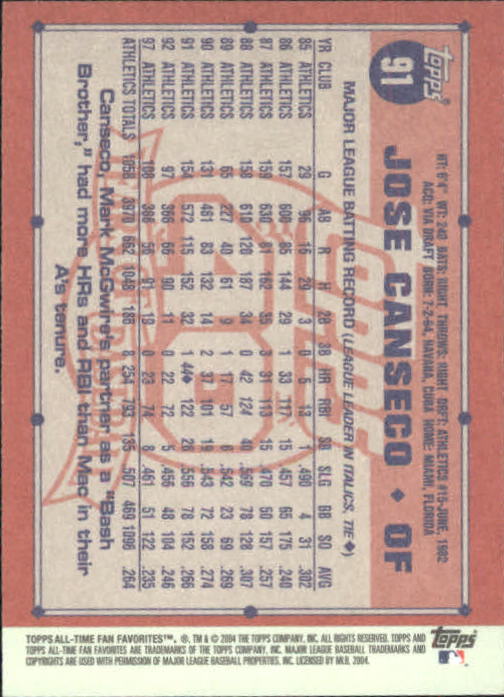 Topps
91
JOSE CANSECO ◆ OF
HT: 6'4" WT: 240 BATS: RIGHT THROWS: RIGHT DRFT: ATHLETICS #15-JUNE, 1982
ACQ: VIA DRAFT BORN: 7-2-64, HAVANA, CUBA HOME: MIAMI, FLORIDA
MAJOR LEAGUE BATTING RECORD (LEAGUE LEADER IN ITALICS, TIE ◆)
YR CLUB G AB R H 2B 3B HR RBI SB SLG BB SO AVG
85 ATHLETICS 29 96 16 29 3 0 5 13 1 .490 4 31 .302
86 ATHLETICS 157 600 85 144 29 1 33 117 15 .457 65 175 .240
87 ATHLETICS 159 630 81 162 35 3 31 113 15 .470 50 157 .257
88 ATHLETICS 158 610 120 187 34 0 42 124 40 .569 78 128 .307
89 ATHLETICS 65 227 40 61 9 1 17 57 6 .542 23 69 .269
90 ATHLETICS 131 481 83 132 14 2 37 101 19 .543 72 158 .274
91 ATHLETICS 154 572 115 152 32 1 44◆ 122 26 .556 78 152 .266
92 ATHLETICS 97 366 66 90 11 0 22 72 5 .456 48 104 .246
97 ATHLETICS 108 388 56 91 19 0 23 74 8 .461 51 122 .235
ATHLETICS TOTALS 1058 3970 662 1048 186 8 254 793 135 .507 469 1096 .264
Canseco, Mark McGwire's partner as a "Bash
Brother," had more HRs and RBI than Mac in their
A's tenure.
TOPPS ALL-TIME FAN FAVORITES™, ®, TM & © 2004 THE TOPPS COMPANY, INC. ALL RIGHTS RESERVED. TOPPS AND
TOPPS ALL-TIME FAN FAVORITES ARE TRADEMARKS OF THE TOPPS COMPANY, INC. MAJOR LEAGUE BASEBALL TRADEMARKS AND
COPYRIGHTS ARE USED WITH PERMISSION OF MAJOR LEAGUE BASEBALL PROPERTIES, INC. LICENSED BY MLB, 2004.
Topps